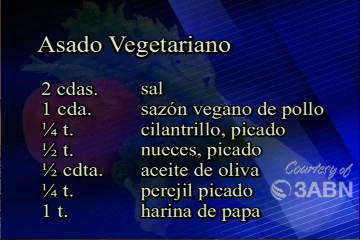 Asado Vegetariano
2 cdas. sal
1 cda. sazón vegano de pollo
¼ t. cilantrillo, picado
½ t. nueces, picado
½ cdta. aceite de oliva
¼ t. perejil picado
1 t. harina de papa
Courtesy of
3ABN